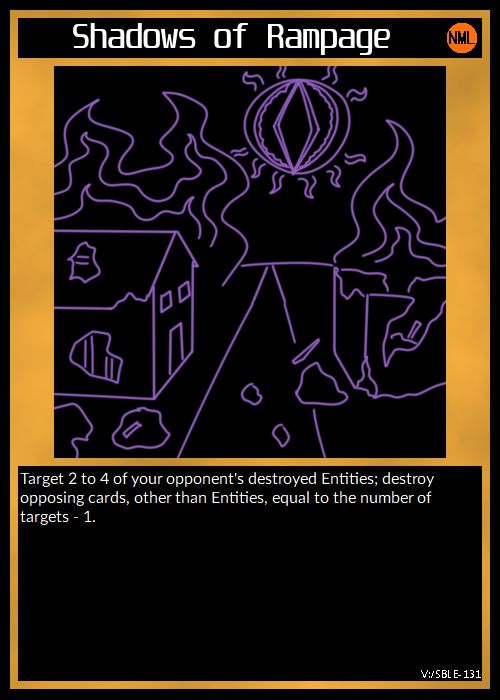 Shadows of Rampage
NML
Target 2 to 4 of your opponent's destroyed Entities; destroy
opposing cards, other than Entities, equal to the number of
targets - 1.
V:/SBLE-131